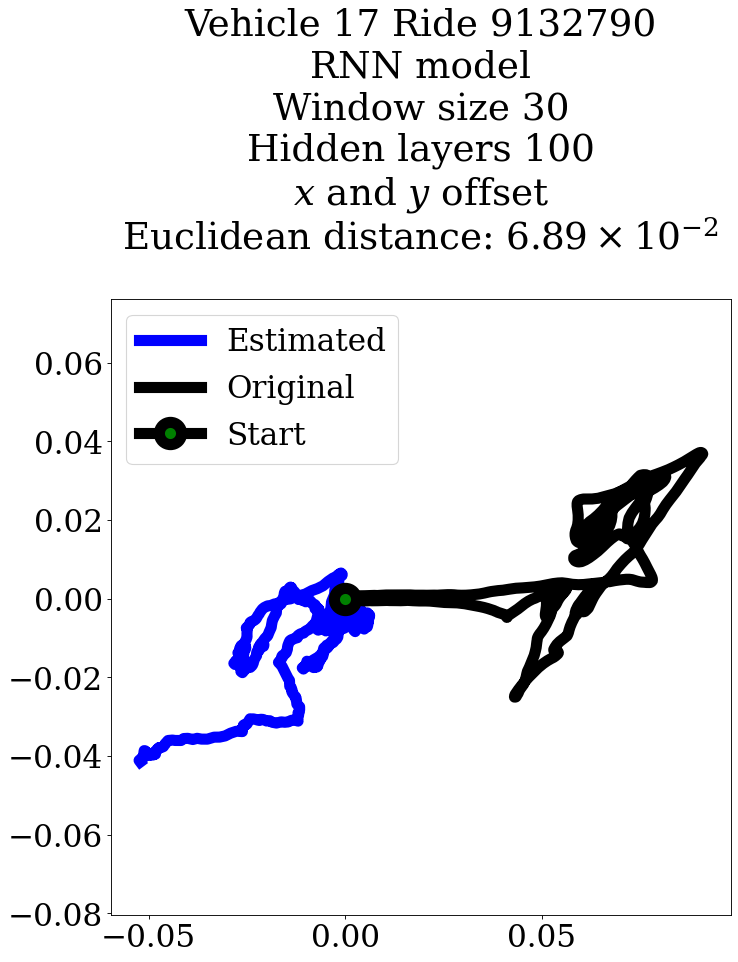 Vehicle 17 Ride 9132790
RNN model
Window size 30
Hidden layers 100
x and y offset
Euclidean distance: 6.89 × 10⁻²
Estimated
Original
Start
0.06
0.04
0.02
0.00
−0.02
−0.04
−0.06
−0.08
−0.05
0.00
0.05